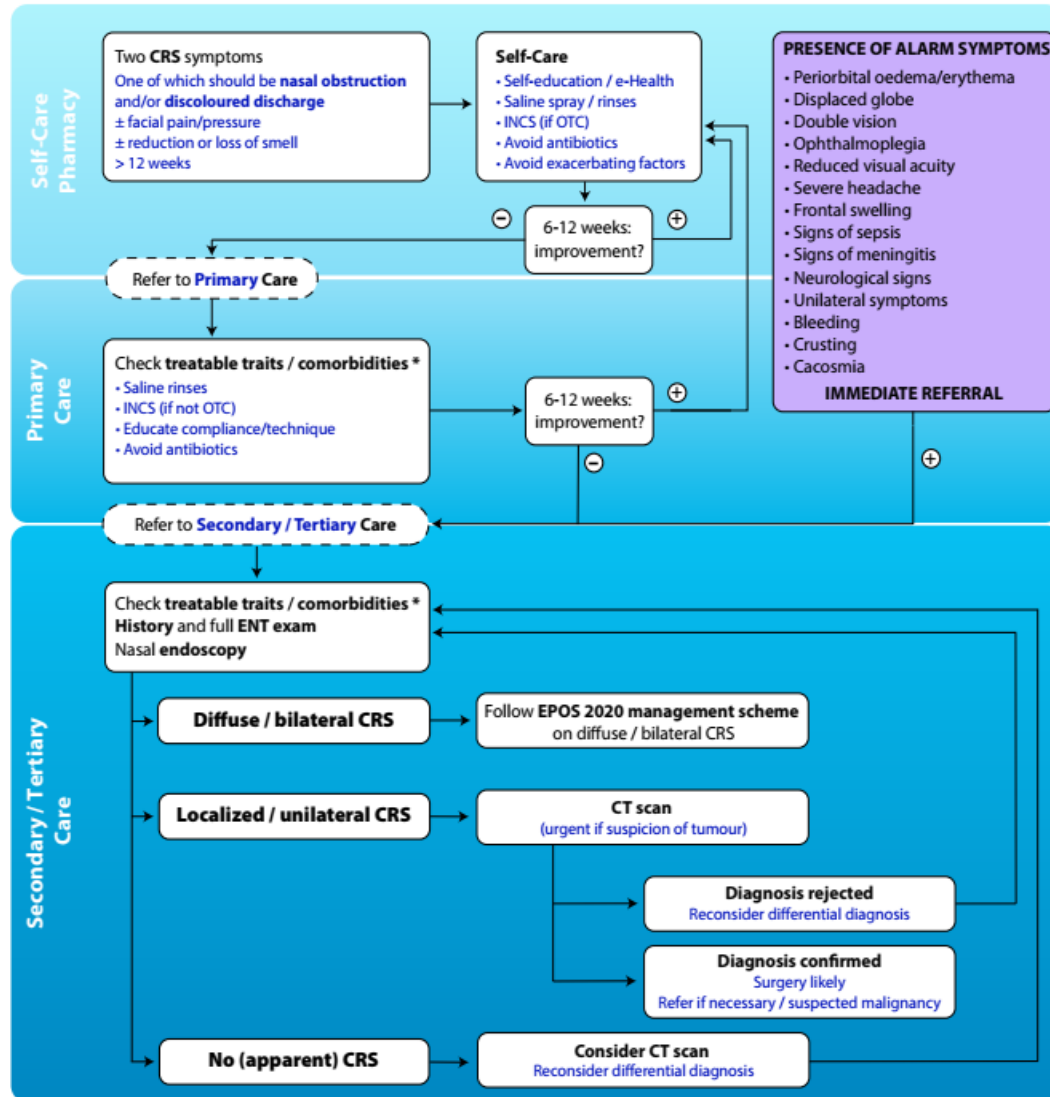 Self-Care
Pharmacy
Two CRS symptoms
One of which should be nasal obstruction
and/or discoloured discharge
± facial pain/pressure
± reduction or loss of smell
> 12 weeks
Self-Care
• Self-education / e-Health
• Saline spray / rinses
• INCS (if OTC)
• Avoid antibiotics
• Avoid exacerbating factors
6-12 weeks:
improvement?
−
+
Refer to Primary Care
PRESENCE OF ALARM SYMPTOMS
• Periorbital oedema/erythema
• Displaced globe
• Double vision
• Ophthalmoplegia
• Reduced visual acuity
• Severe headache
• Frontal swelling
• Signs of sepsis
• Signs of meningitis
• Neurological signs
• Unilateral symptoms
• Bleeding
• Crusting
• Cacosmia
IMMEDIATE REFERRAL
+
Primary
Care
Check treatable traits / comorbidities *
• Saline rinses
• INCS (if not OTC)
• Educate compliance/technique
• Avoid antibiotics
6-12 weeks:
improvement?
+
−
Refer to Secondary / Tertiary Care
Secondary / Tertiary
Care
Check treatable traits / comorbidities *
History and full ENT exam
Nasal endoscopy
Diffuse / bilateral CRS
Follow EPOS 2020 management scheme
on diffuse / bilateral CRS
Localized / unilateral CRS
CT scan
(urgent if suspicion of tumour)
Diagnosis rejected
Reconsider differential diagnosis
Diagnosis confirmed
Surgery likely
Refer if necessary / suspected malignancy
No (apparent) CRS
Consider CT scan
Reconsider differential diagnosis